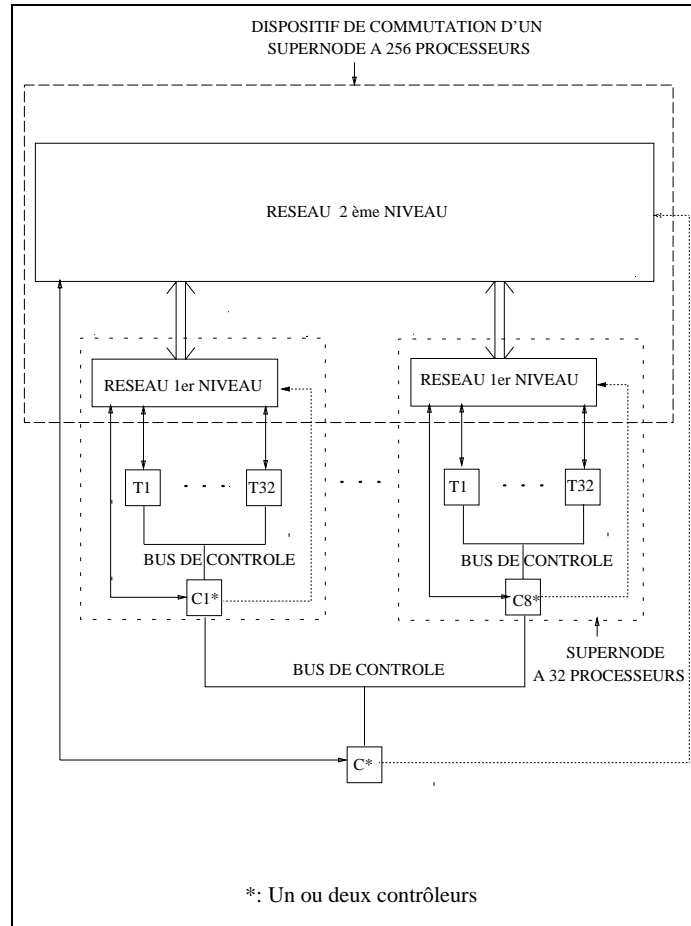 DISPOSITIF DE COMMUTATION D'UN
SUPERNODE A 256 PROCESSEURS
RESEAU 2 ème NIVEAU
RESEAU 1er NIVEAU
RESEAU 1er NIVEAU
T1
. . . .
T32
. . . .
T1
. . . .
T32
BUS DE CONTROLE
BUS DE CONTROLE
C1*
C8*
BUS DE CONTROLE
SUPERNODE
A 32 PROCESSEURS
C*
*: Un ou deux contrôleurs